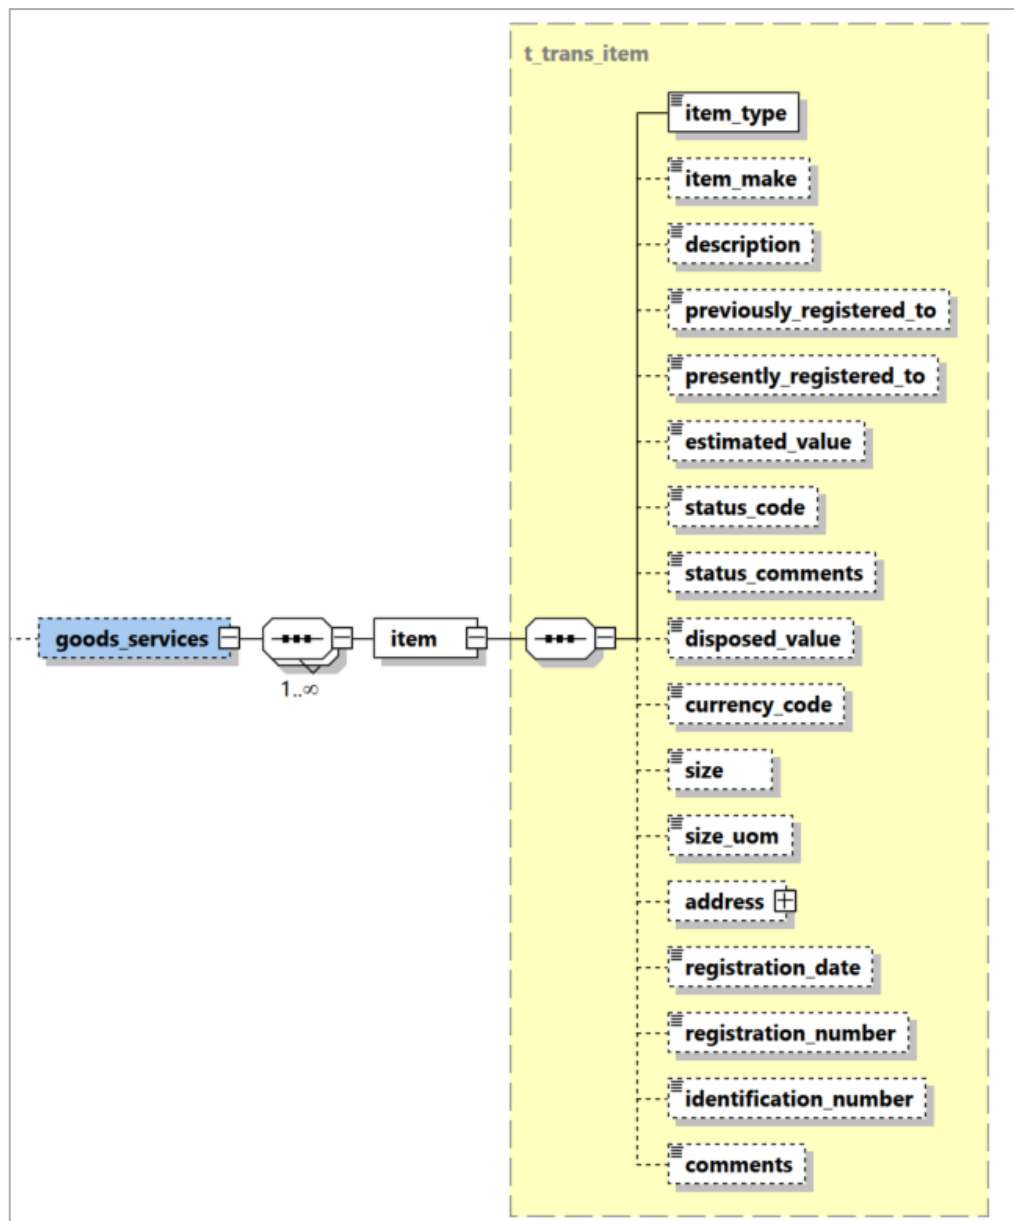 t_trans_item
item_type
item_make
description
previously_registered_to
presently_registered_to
estimated_value
status_code
status_comments
goods_services
item
disposed_value
1..∞
currency_code
size
size_uom
address
registration_date
registration_number
identification_number
comments